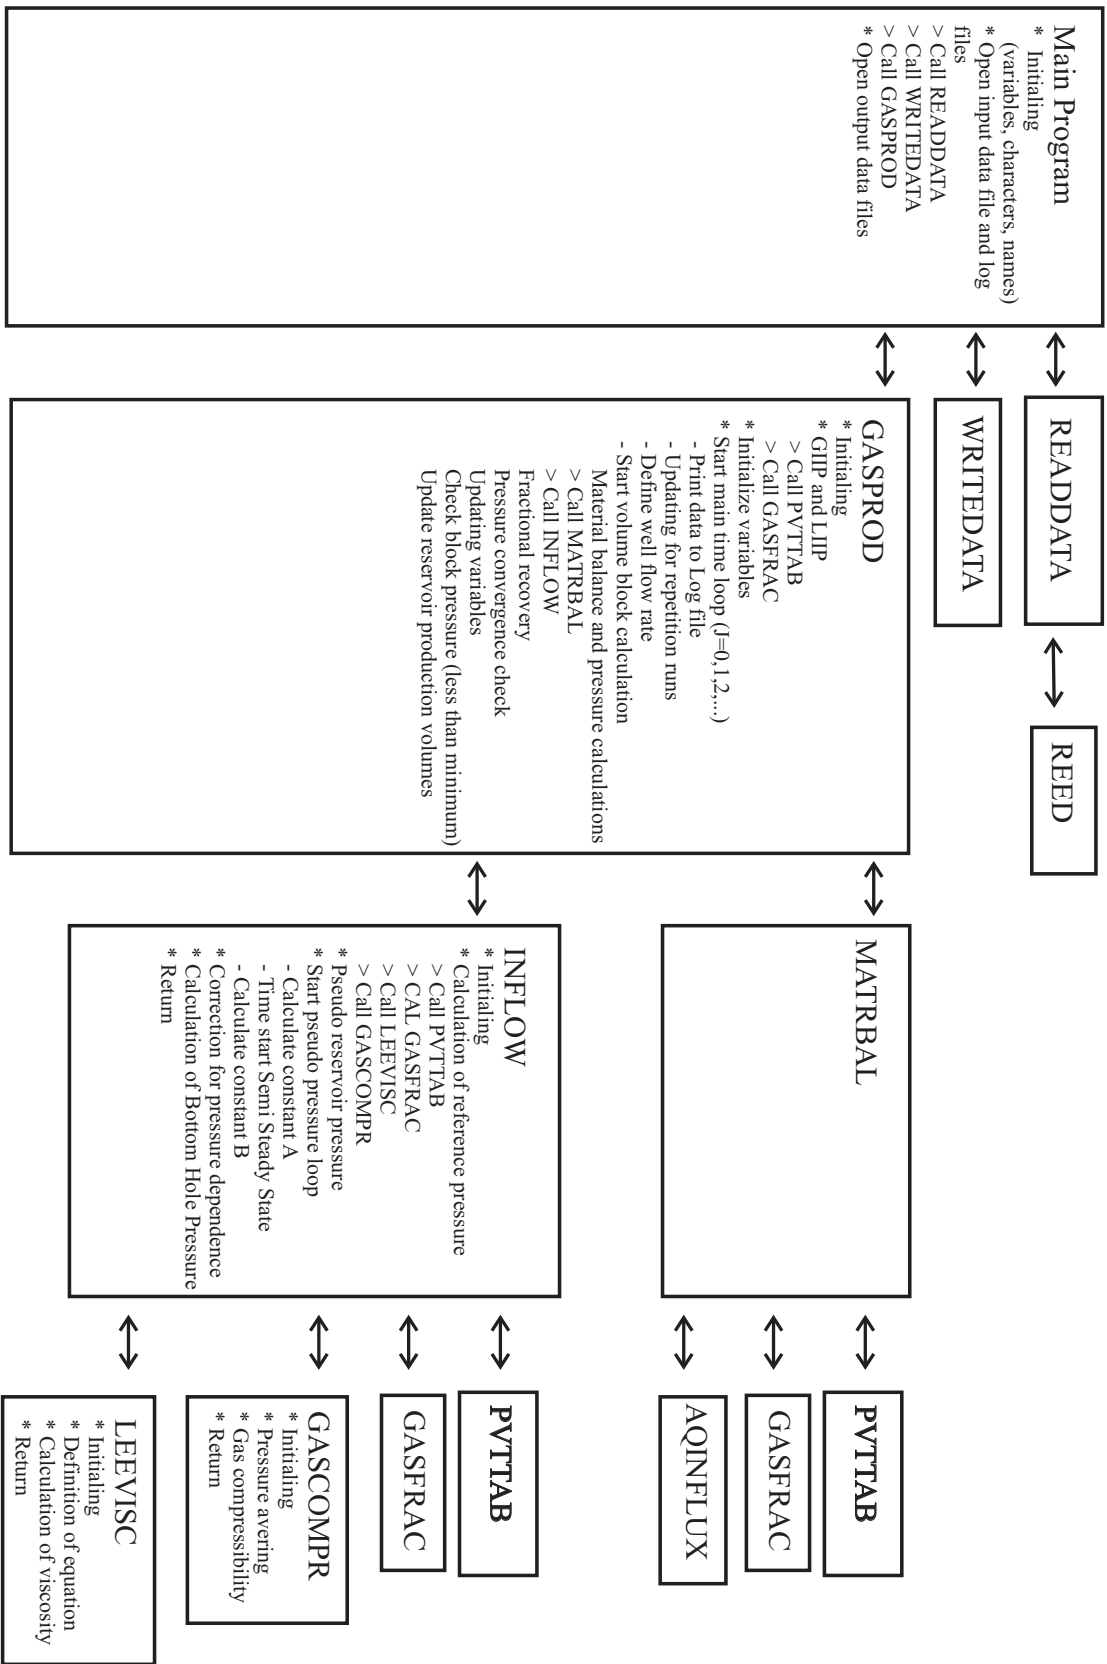 Main Program
* Initialing
(variables, characters, names)
* Open input data file and log
files
> Call READDATA
> Call WRITEDATA
> Call GASPROD
* Open output data files
READDATA
REED
WRITEDATA
GASPROD
* Initialing
* GIIP and LIIP
> Call PVTTAB
> Call GASFRAC
* Initialize variables
* Start main time loop (J=0,1,2,...)
- Print data to Log file
- Updating for repetition runs
- Define well flow rate
- Start volume block calculation
Material balance and pressure calculations
> Call MATRBAL
> Call INFLOW
Fractional recovery
Pressure convergence check
Updating variables
Check block pressure (less than minimum)
Update reservoir production volumes
MATRBAL
PVTTAB
GASFRAC
AQINFLUX
INFLOW
* Initialing
* Calculation of reference pressure
> Call PVTTAB
> CAL GASFRAC
> Call LEEVISC
> Call GASCOMPR
* Pseudo reservoir pressure
* Start pseudo pressure loop
- Calculate constant A
- Time start Semi Steady State
- Calculate constant B
* Correction for pressure dependence
* Calculation of Bottom Hole Pressure
* Return
PVTTAB
GASFRAC
GASCOMPR
* Initialing
* Pressure avering
* Gas compressibility
* Return
LEEVISC
* Initialing
* Definition of equation
* Calculation of viscosity
* Return